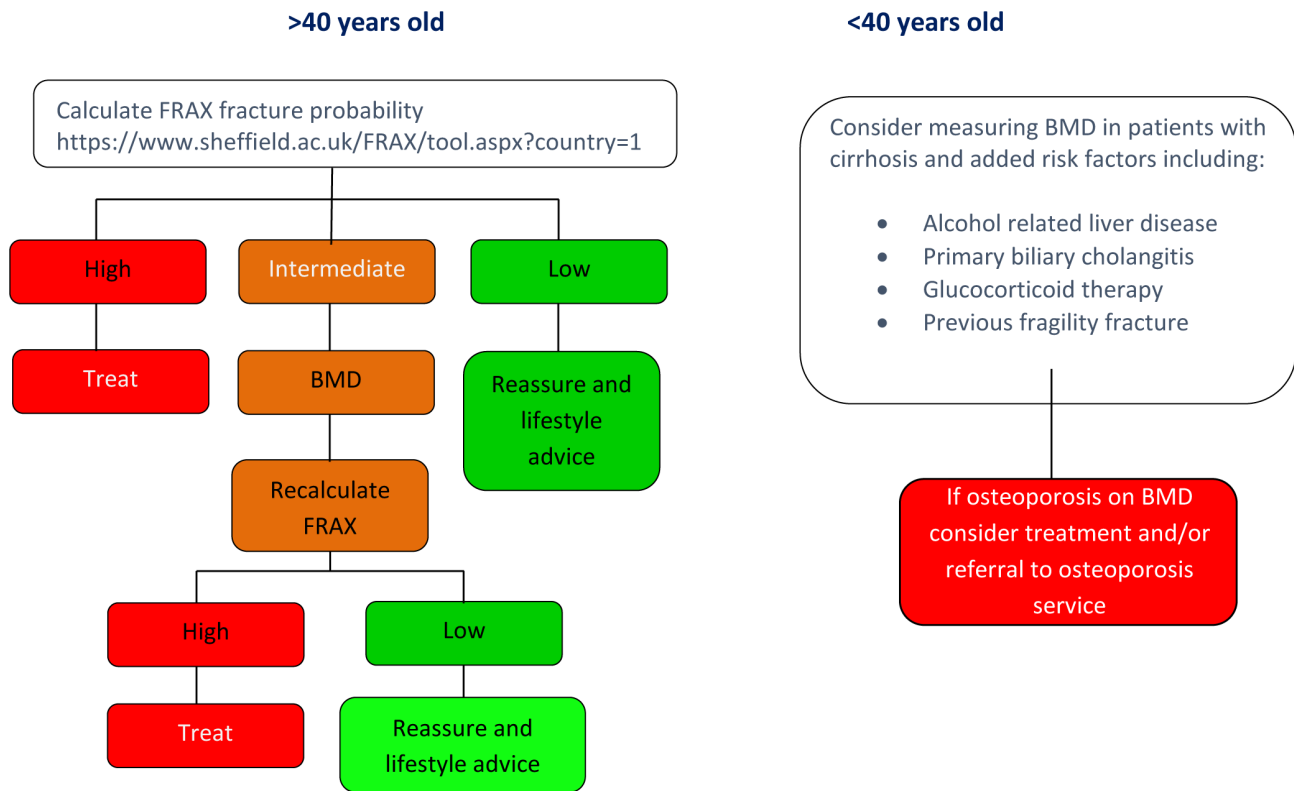 >40 years old
<40 years old
Calculate FRAX fracture probability
https://www.sheffield.ac.uk/FRAX/tool.aspx?country=1
High
Intermediate
Low
Treat
BMD
Reassure and
lifestyle
advice
Recalculate
FRAX
High
Low
Treat
Reassure and
lifestyle advice
Consider measuring BMD in patients with
cirrhosis and added risk factors including:
• Alcohol related liver disease
• Primary biliary cholangitis
• Glucocorticoid therapy
• Previous fragility fracture
If osteoporosis on BMD
consider treatment and/or
referral to osteoporosis
service